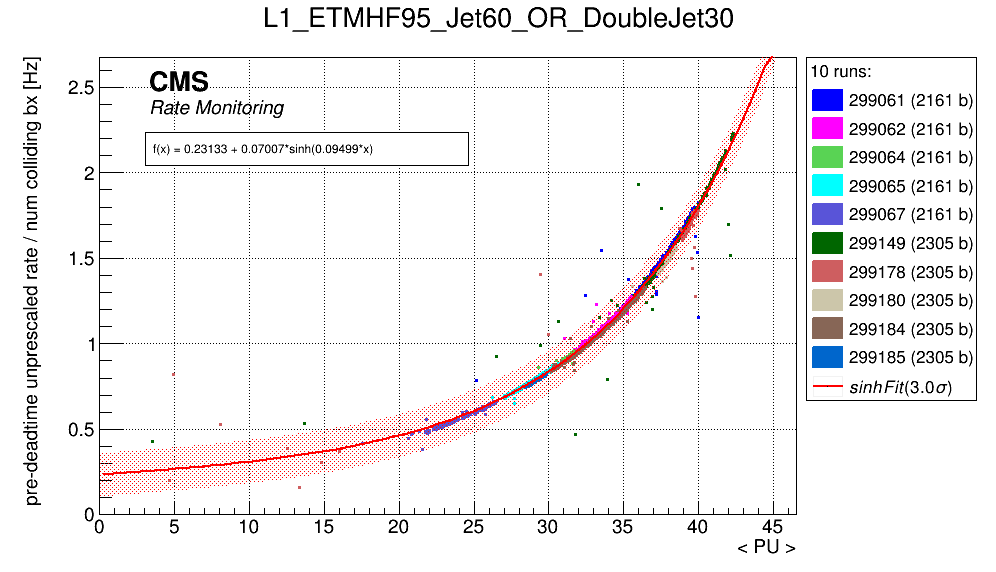 L1_ETMHF95_Jet60_OR_DoubleJet30
pre-deadtime unprescaled rate / num colliding bx [Hz]
CMS
Rate Monitoring
f(x) = 0.23133 + 0.07007*sinh(0.09499*x)
2.5
2
1.5
1
0.5
0
0 5 10 15 20 25 30 35 40 45
< PU >
10 runs:
299061 (2161 b)
299062 (2161 b)
299064 (2161 b)
299065 (2161 b)
299067 (2161 b)
299149 (2305 b)
299178 (2305 b)
299180 (2305 b)
299184 (2305 b)
299185 (2305 b)
sinhFit(3.0σ)